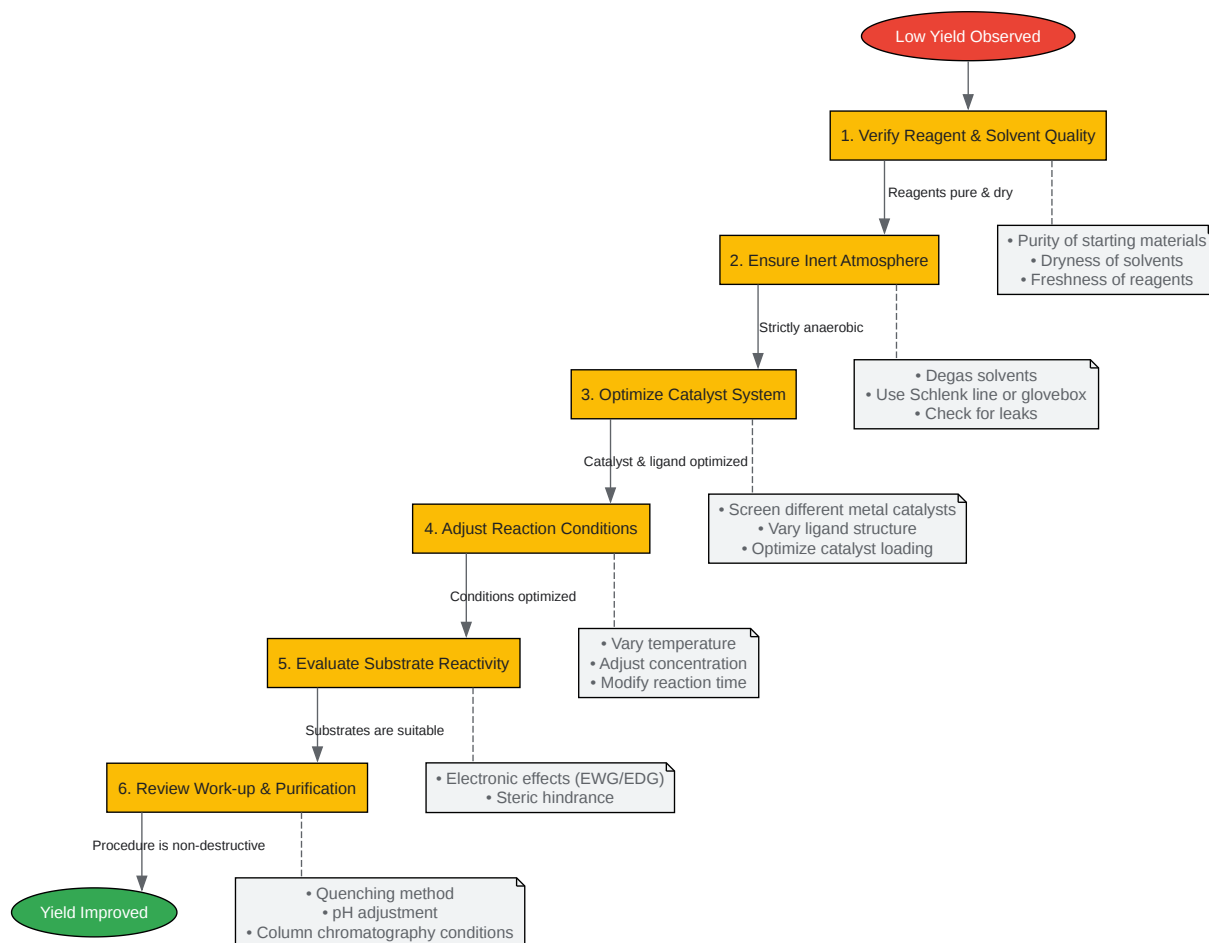 Low Yield Observed
1. Verify Reagent & Solvent Quality
Reagents pure & dry
• Purity of starting materials
• Dryness of solvents
• Freshness of reagents
2. Ensure Inert Atmosphere
Strictly anaerobic
• Degas solvents
• Use Schlenk line or glovebox
• Check for leaks
3. Optimize Catalyst System
Catalyst & ligand optimized
• Screen different metal catalysts
• Vary ligand structure
• Optimize catalyst loading
4. Adjust Reaction Conditions
Conditions optimized
• Vary temperature
• Adjust concentration
• Modify reaction time
5. Evaluate Substrate Reactivity
Substrates are suitable
• Electronic effects (EWG/EDG)
• Steric hindrance
6. Review Work-up & Purification
Procedure is non-destructive
• Quenching method
• pH adjustment
• Column chromatography conditions
Yield Improved